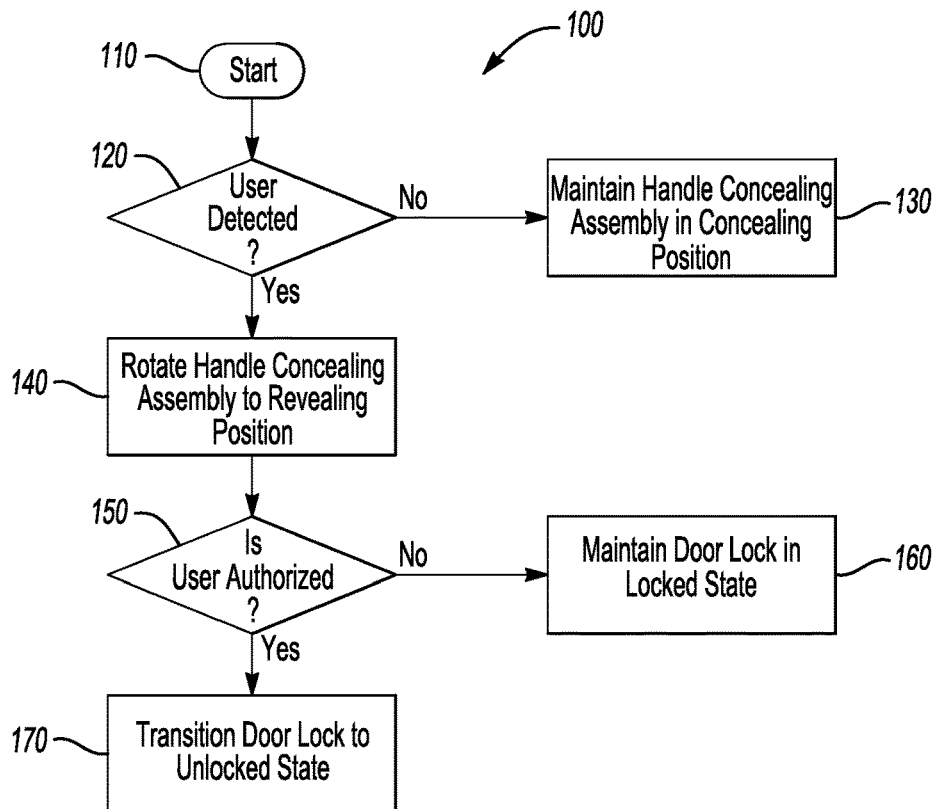 100
110
Start
120
User
Detected
?
No
Yes
Maintain Handle Concealing
Assembly in Concealing
Position
130
140
Rotate Handle Concealing
Assembly to Revealing
Position
150
Is
User Authorized
?
No
Yes
Maintain Door Lock in
Locked State
160
170
Transition Door Lock to
Unlocked State